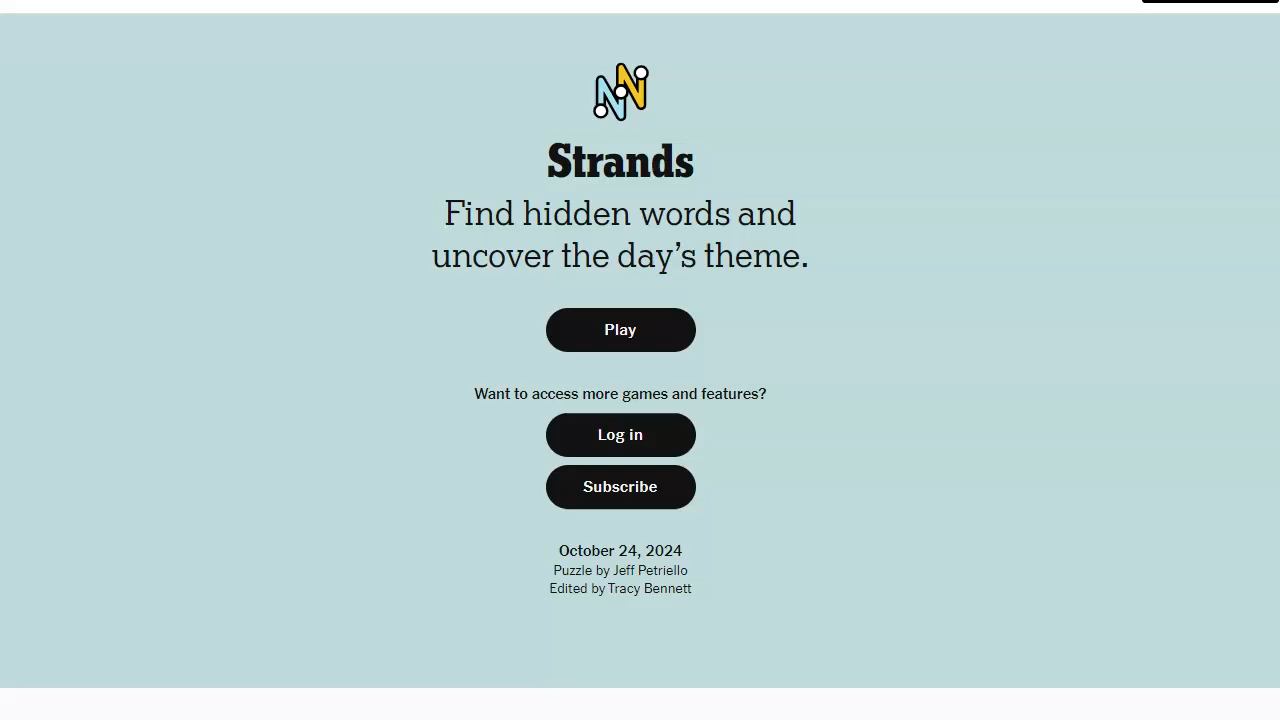 Strands
Find hidden words and
uncover the day’s theme.
Play
Want to access more games and features?
Log in
Subscribe
October 24, 2024
Puzzle by Jeff Petriello
Edited by Tracy Bennett